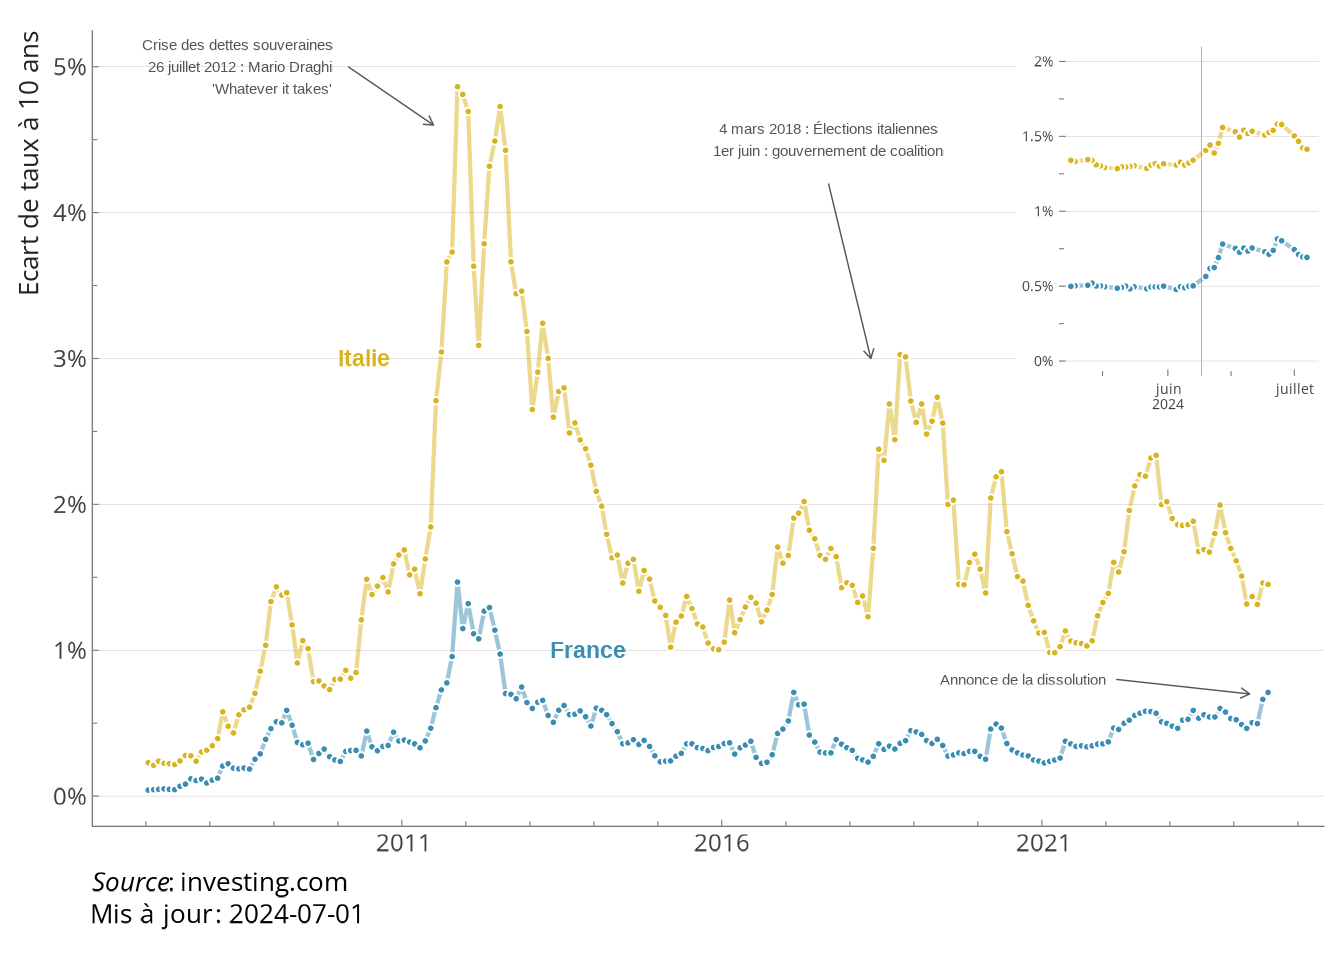 Ecart de taux à 10 ans
5%
4%
3%
2%
1%
0%
Crise des dettes souveraines
26 juillet 2012 : Mario Draghi
'Whatever it takes'
4 mars 2018 : Élections italiennes
1er juin : gouvernement de coalition
Italie
France
Annonce de la dissolution
2011
2016
2021
2%
1.5%
1%
0.5%
0%
juin
2024
juillet
Source: investing.com
Mis à jour : 2024-07-01